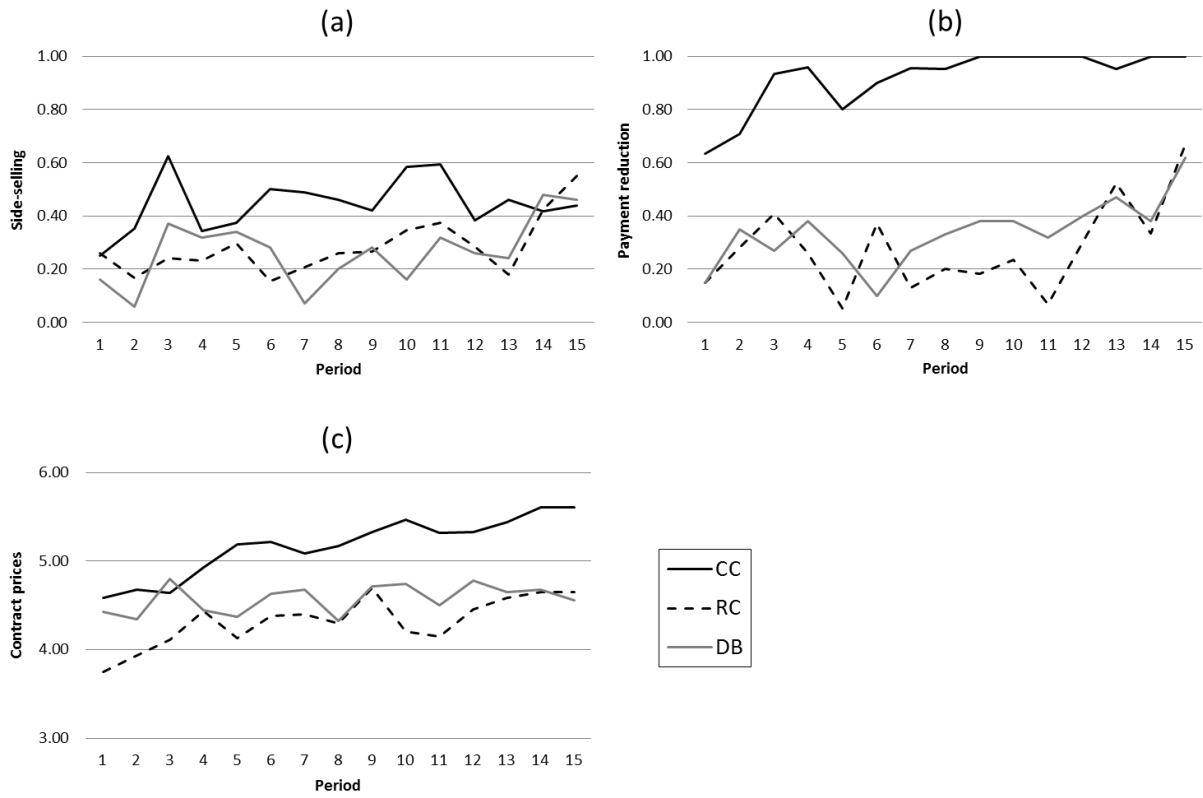 (a)
1.00
0.80
0.60
0.40
0.20
0.00
Side-selling
1 2 3 4 5 6 7 8 9 10 11 12 13 14 15
Period
(b)
1.00
0.80
0.60
0.40
0.20
0.00
Payment reduction
1 2 3 4 5 6 7 8 9 10 11 12 13 14 15
Period
(c)
6.00
5.00
4.00
3.00
Contract prices
1 2 3 4 5 6 7 8 9 10 11 12 13 14 15
Period
CC
RC
DB